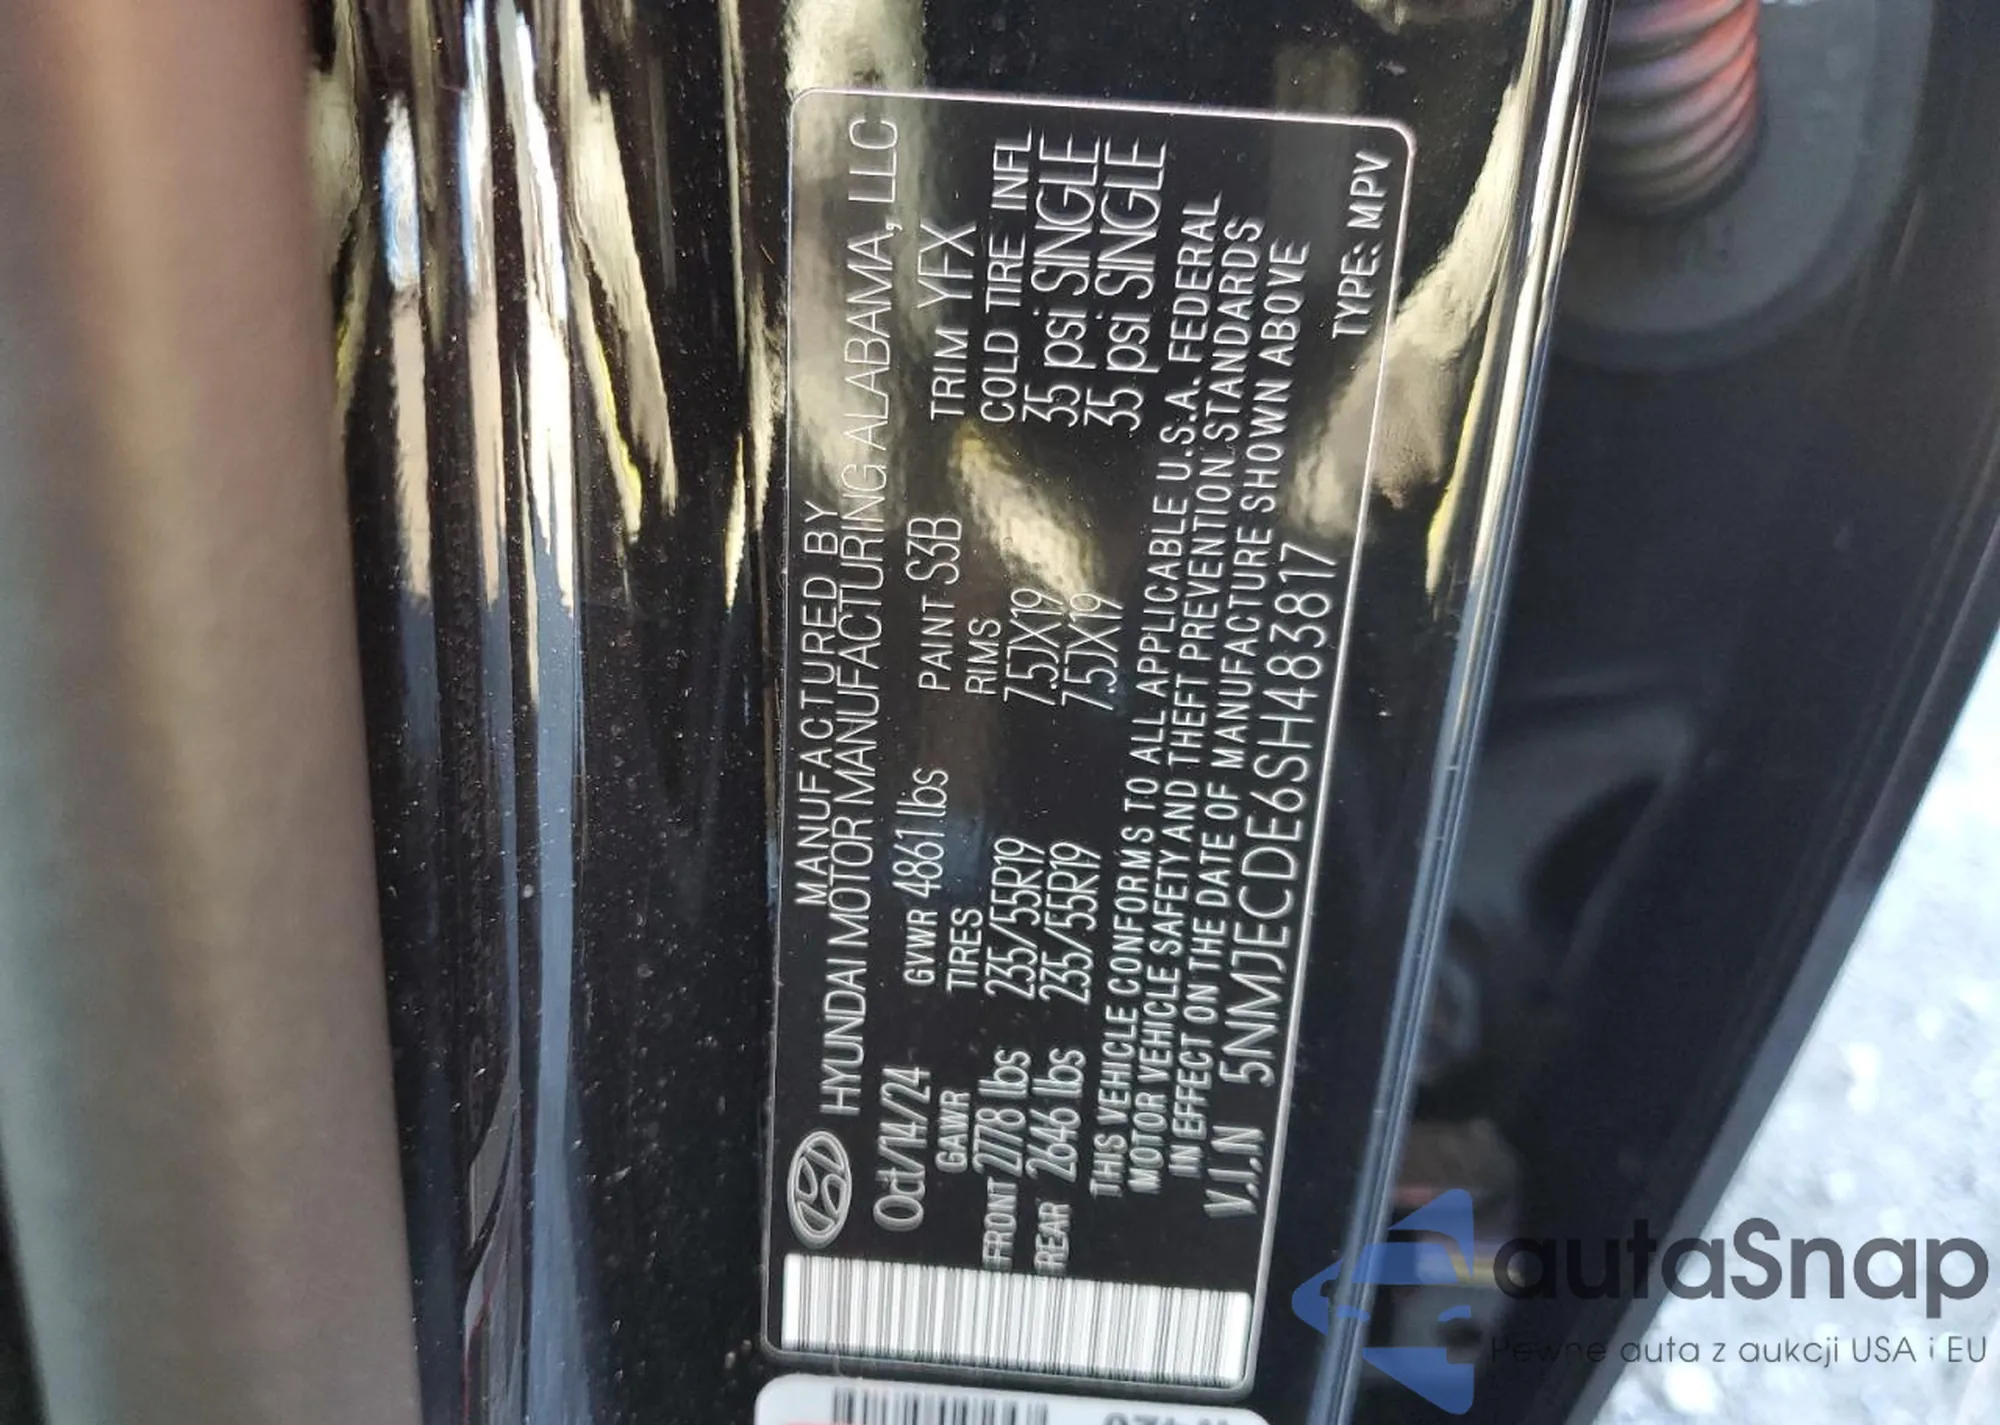 MANUFACTURED BY
HYUNDAI MOTOR MANUFACTURING ALABAMA, LLC
Oct/14/24 GVWR 4861 lbs PAINT S3B TRIM YFX
GAWR TIRES RIMS COLD TIRE INFL
FRONT 2778 lbs 235/55R19 7.5JX19 35 psi SINGLE
REAR 2646 lbs 235/55R19 7.5JX19 35 psi SINGLE
THIS VEHICLE CONFORMS TO ALL APPLICABLE U.S.A. FEDERAL
MOTOR VEHICLE SAFETY AND THEFT PREVENTION STANDARDS
IN EFFECT ON THE DATE OF MANUFACTURE SHOWN ABOVE
V.I.N 5NMJECDE6SH483817
TYPE: MPV
autaSnap
Pewne auta z aukcji USA i EU